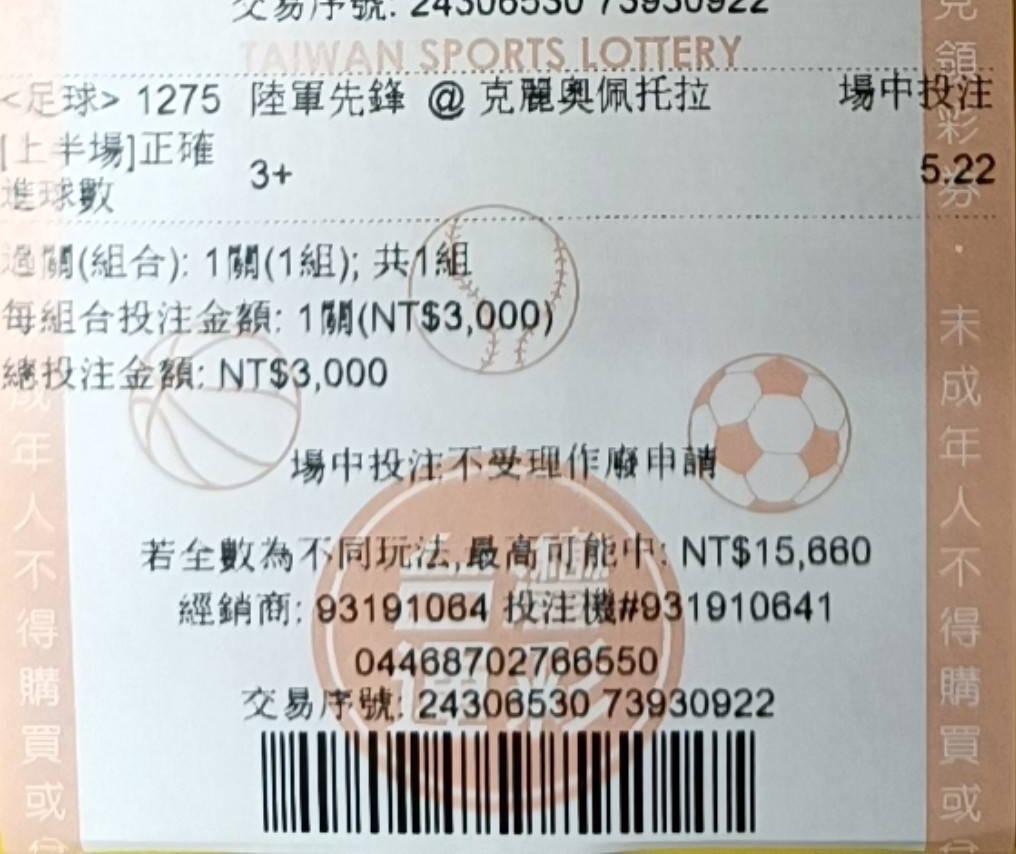 交易序號: 24306530 73930922
TAIWAN SPORTS LOTTERY
<足球> 1275 陸軍先鋒 @ 克麗奧佩托拉 場中投注
[上半場]正確
進球數 3+ 5.22
過關(組合): 1關(1組); 共1組
每組合投注金額: 1關(NT$3,000)
總投注金額: NT$3,000
場中投注不受理作廢申請
若全數為不同玩法,最高可能中: NT$15,660
經銷商: 93191064 投注機#931910641
04468702766550
交易序號: 24306530 73930922
成年人不得購買或
領彩券．未成年人不得購買或
台灣運彩